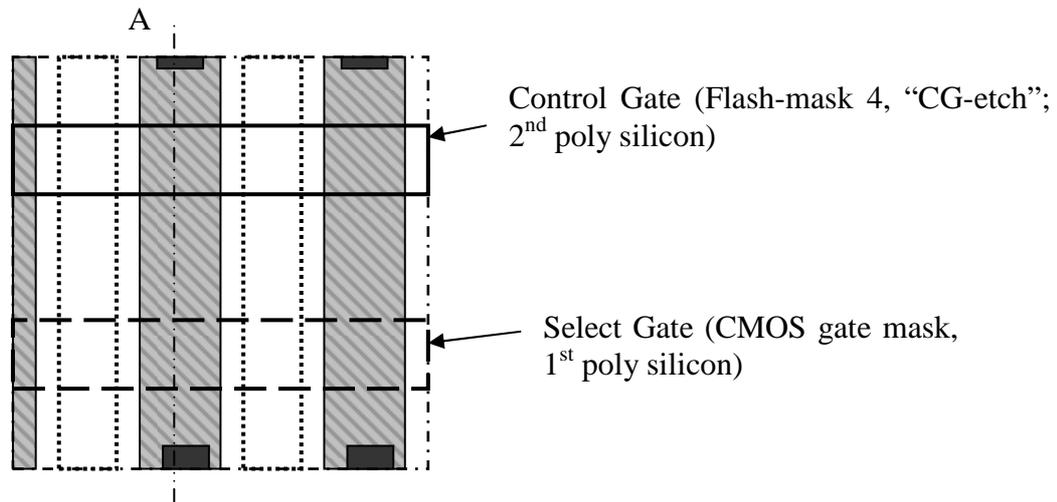 A
Control Gate (Flash-mask 4, “CG-etch”;
2nd poly silicon)
Select Gate (CMOS gate mask,
1st poly silicon)